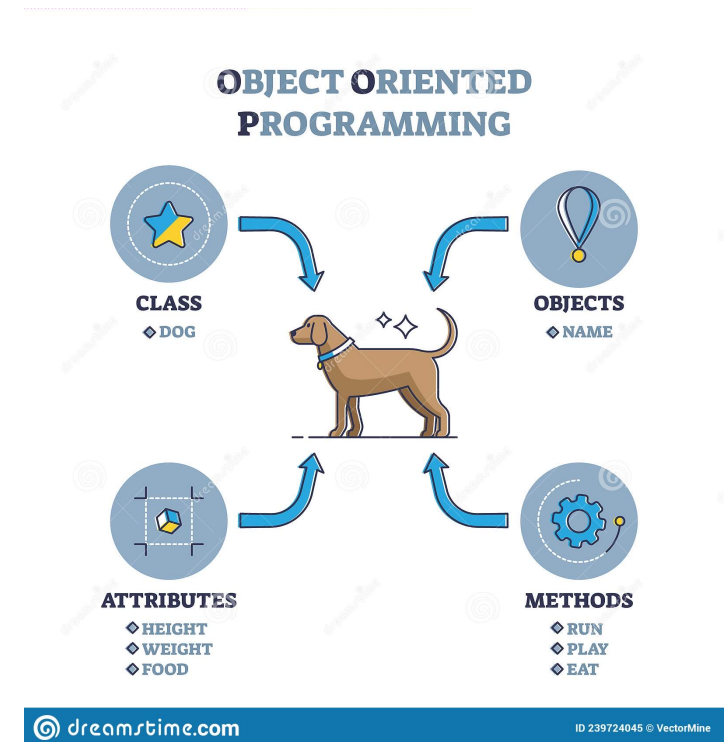 OBJECT ORIENTED
PROGRAMMING
CLASS
DOG
OBJECTS
NAME
ATTRIBUTES
HEIGHT
WEIGHT
FOOD
METHODS
RUN
PLAY
EAT
dreamstime.com
ID 239724045 © VectorMine